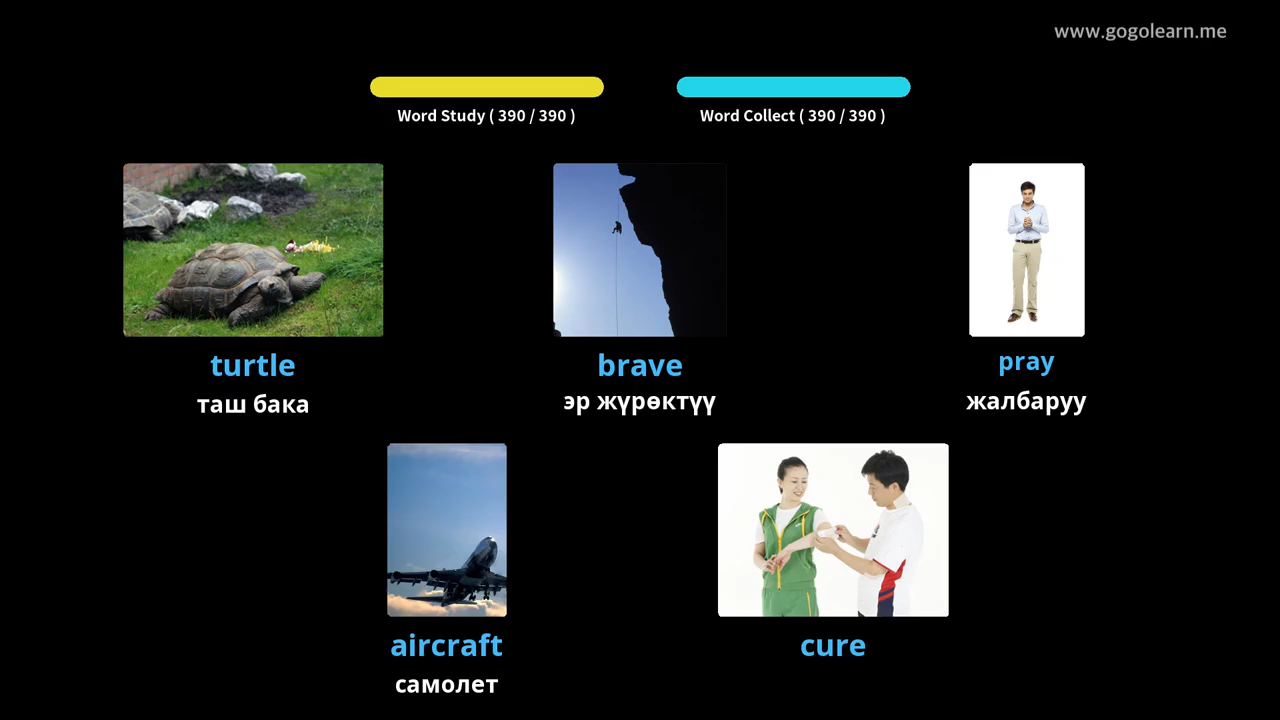 www.gogolearn.me
Word Study ( 390 / 390 )
Word Collect ( 390 / 390 )
turtle
brave
pray
таш бака
эр жүрөктүү
жалбаруу
aircraft
cure
самолет